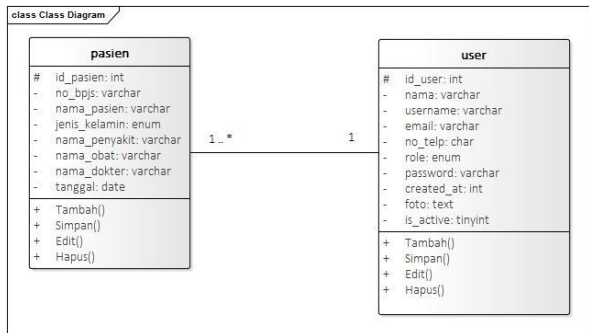 class Class Diagram
pasien
# id_pasien: int
- no_bpjs: varchar
- nama_pasien: varchar
- jenis_kelamin: enum
- nama_penyakit: varchar
- nama_obat: varchar
- nama_dokter: varchar
- tanggal: date
+ Tambah()
+ Simpan()
+ Edit()
+ Hapus()
1 .. *
1
user
# id_user: int
- nama: varchar
- username: varchar
- email: varchar
- no_telp: char
- role: enum
- password: varchar
- created_at: int
- foto: text
- is_active: tinyint
+ Tambah()
+ Simpan()
+ Edit()
+ Hapus()